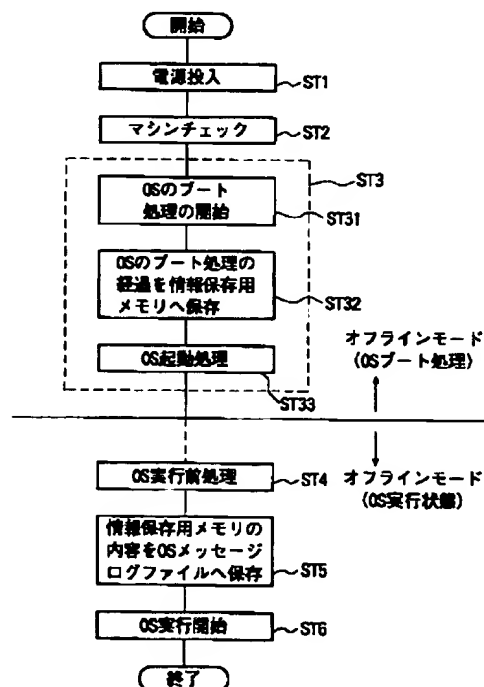 開始
電源投入
ST1
マシンチェック
ST2
ST3
OSのブート
処理の開始
ST31
OSのブート処理の
経過を情報保存用
メモリへ保存
ST32
OS起動処理
ST33
オフラインモード
(OSブート処理)
オフラインモード
(OS実行状態)
OS実行前処理
ST4
情報保存用メモリの
内容をOSメッセージ
ログファイルへ保存
ST5
OS実行開始
ST6
終了